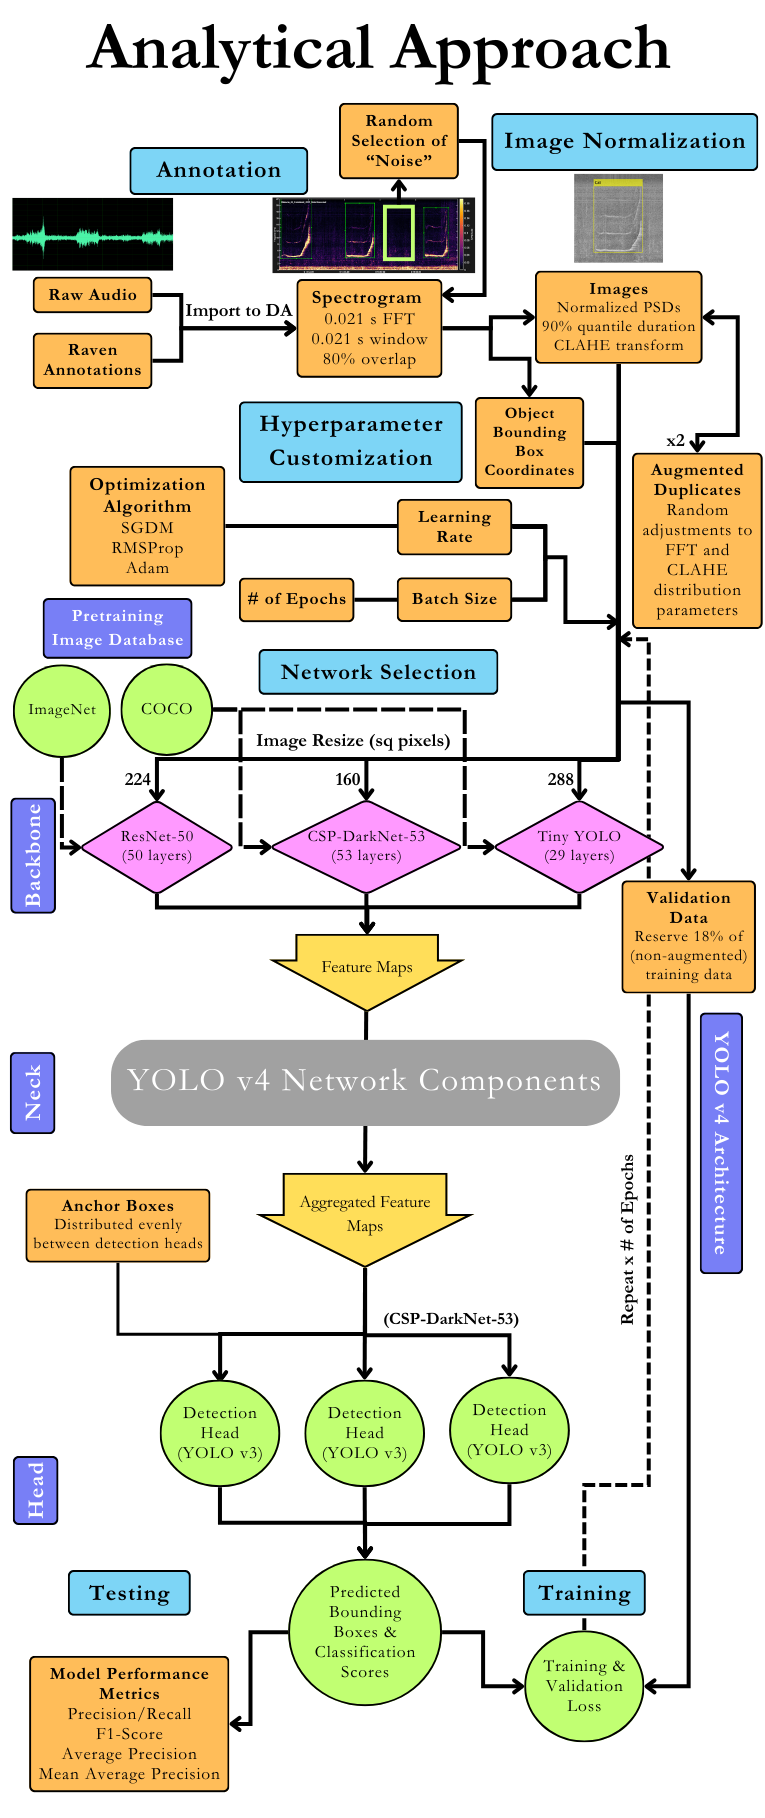 Analytical Approach
Random
Selection of
“Noise”
Image Normalization
Annotation
Cal
Raw Audio
Import to DA
Raven
Annotations
Spectrogram
0.021 s FFT
0.021 s window
80% overlap
Images
Normalized PSDs
90% quantile duration
CLAHE transform
Hyperparameter
Customization
Object
Bounding
Box
Coordinates
x2
Augmented
Duplicates
Random
adjustments to
FFT and
CLAHE
distribution
parameters
Optimization
Algorithm
SGDM
RMSProp
Adam
Learning
Rate
# of Epochs
Batch Size
Pretraining
Image Database
Network Selection
ImageNet
COCO
Image Resize (sq pixels)
224
160
288
Backbone
ResNet-50
(50 layers)
CSP-DarkNet-53
(53 layers)
Tiny YOLO
(29 layers)
Validation
Data
Reserve 18% of
(non-augmented)
training data
Feature Maps
Neck
YOLO v4 Network Components
YOLO v4 Architecture
Anchor Boxes
Distributed evenly
between detection heads
Aggregated Feature
Maps
Repeat x # of Epochs
(CSP-DarkNet-53)
Detection
Head
(YOLO v3)
Detection
Head
(YOLO v3)
Detection
Head
(YOLO v3)
Head
Testing
Training
Predicted
Bounding
Boxes &
Classification
Scores
Training &
Validation
Loss
Model Performance
Metrics
Precision/Recall
F1-Score
Average Precision
Mean Average Precision